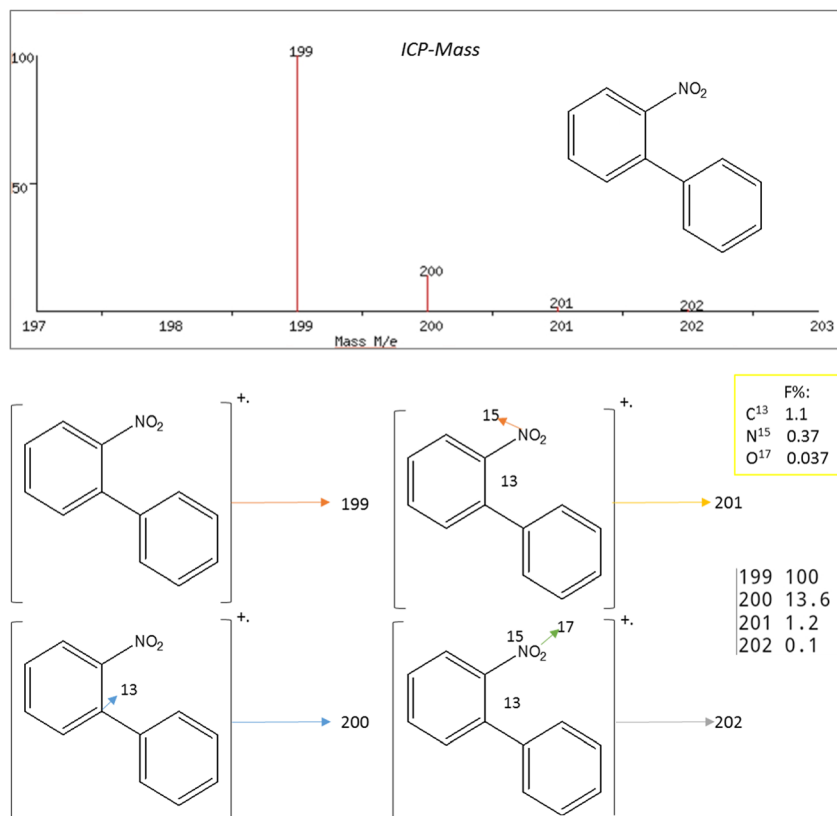 ICP-Mass
100
199
NO₂
50
200
201
202
197
198
199
200
201
202
203
Mass M/e
NO₂
+.
199
15
NO₂
13
+.
201
F%:
C¹³ 1.1
N¹⁵ 0.37
O¹⁷ 0.037
199 100
200 13.6
201 1.2
202 0.1
NO₂
13
+.
200
15
17
NO₂
13
+.
202